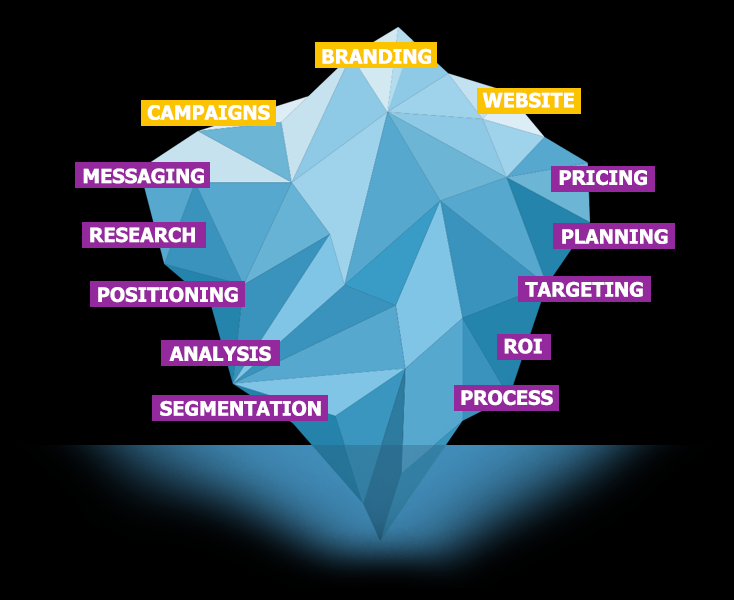 BRANDING
WEBSITE
CAMPAIGNS
MESSAGING
PRICING
RESEARCH
PLANNING
POSITIONING
TARGETING
ANALYSIS
ROI
SEGMENTATION
PROCESS